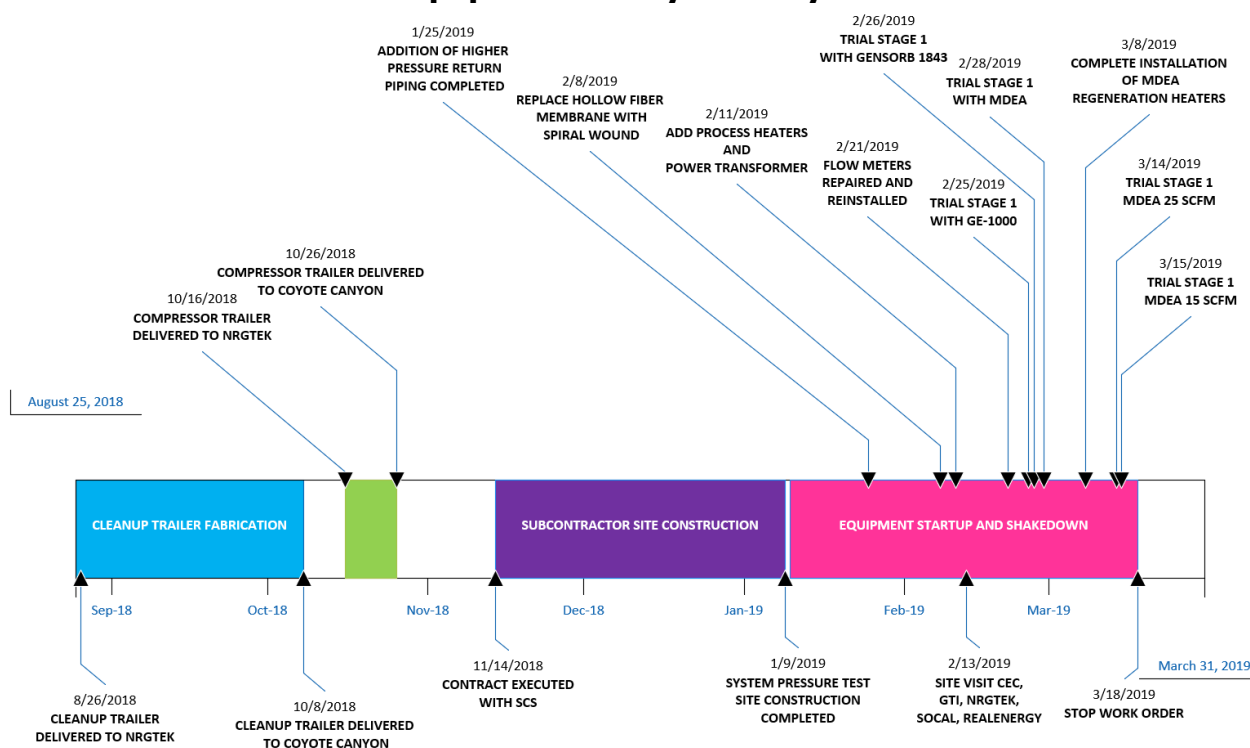 1/25/2019
ADDITION OF HIGHER
PRESSURE RETURN
PIPING COMPLETED
2/8/2019
REPLACE HOLLOW FIBER
MEMBRANE WITH
SPIRAL WOUND
2/11/2019
ADD PROCESS HEATERS
AND
POWER TRANSFORMER
2/26/2019
TRIAL STAGE 1
WITH GENSORB 1843
2/28/2019
TRIAL STAGE 1
WITH MDEA
3/8/2019
COMPLETE INSTALLATION
OF MDEA
REGENERATION HEATERS
2/21/2019
FLOW METERS
REPAIRED AND
REINSTALLED
2/25/2019
TRIAL STAGE 1
WITH GE-1000
3/14/2019
TRIAL STAGE 1
MDEA 25 SCFM
3/15/2019
TRIAL STAGE 1
MDEA 15 SCFM
10/26/2018
COMPRESSOR TRAILER DELIVERED
TO COYOTE CANYON
10/16/2018
COMPRESSOR TRAILER
DELIVERED TO NRGTEK
August 25, 2018
CLEANUP TRAILER FABRICATION
SUBCONTRACTOR SITE CONSTRUCTION
EQUIPMENT STARTUP AND SHAKEDOWN
Sep-18
Oct-18
Nov-18
Dec-18
Jan-19
Feb-19
Mar-19
March 31, 2019
8/26/2018
CLEANUP TRAILER
DELIVERED TO NRGTEK
10/8/2018
CLEANUP TRAILER DELIVERED
TO COYOTE CANYON
11/14/2018
CONTRACT EXECUTED
WITH SCS
1/9/2019
SYSTEM PRESSURE TEST
SITE CONSTRUCTION
COMPLETED
2/13/2019
SITE VISIT CEC,
GTI, NRGTEK,
SOCAL, REALENERGY
3/18/2019
STOP WORK ORDER